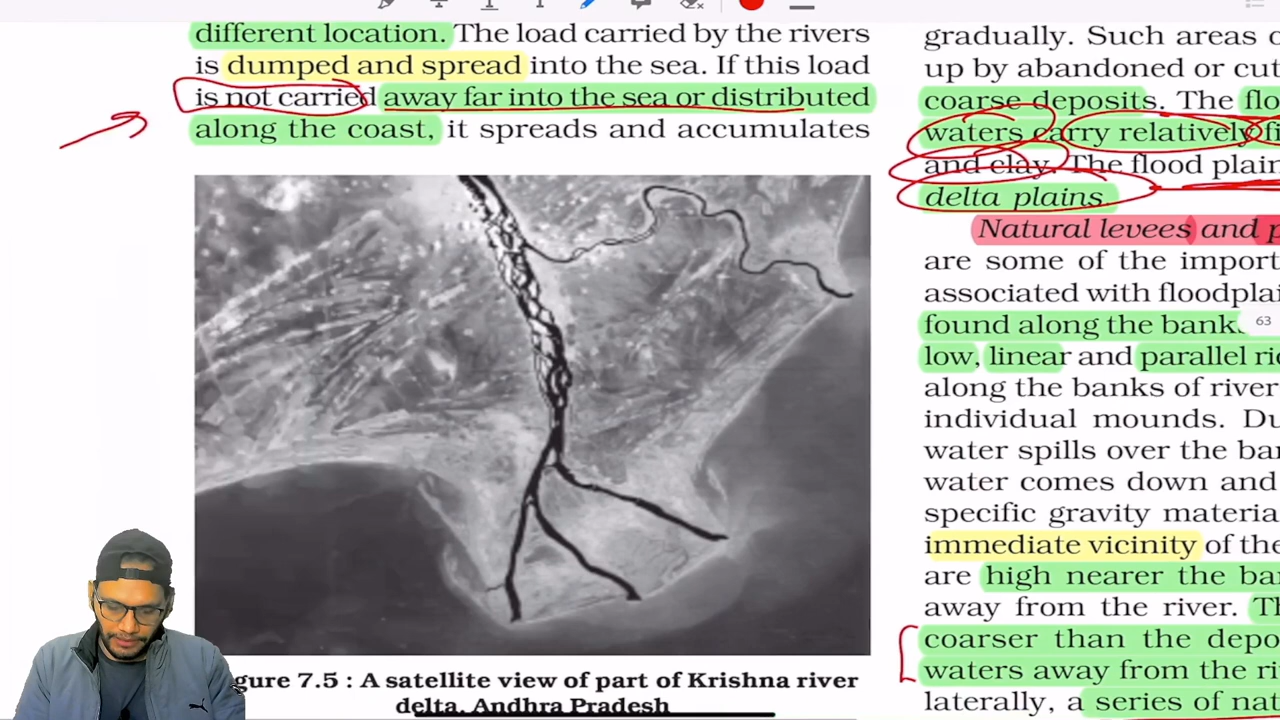 different location. The load carried by the rivers
is dumped and spread into the sea. If this load
is not carried away far into the sea or distributed
along the coast, it spreads and accumulates
gure 7.5 : A satellite view of part of Krishna river
delta, Andhra Pradesh
gradually. Such areas
up by abandoned or cut
coarse deposits. The flo
waters carry relatively fi
and clay. The flood plain
delta plains.
Natural levees and p
are some of the import
associated with floodplai
found along the bank
63
low, linear and parallel ri
along the banks of river
individual mounds. Du
water spills over the ba
water comes down and
specific gravity materia
immediate vicinity of the
are high nearer the ba
away from the river. Th
coarser than the depo
waters away from the ri
laterally, a series of nat